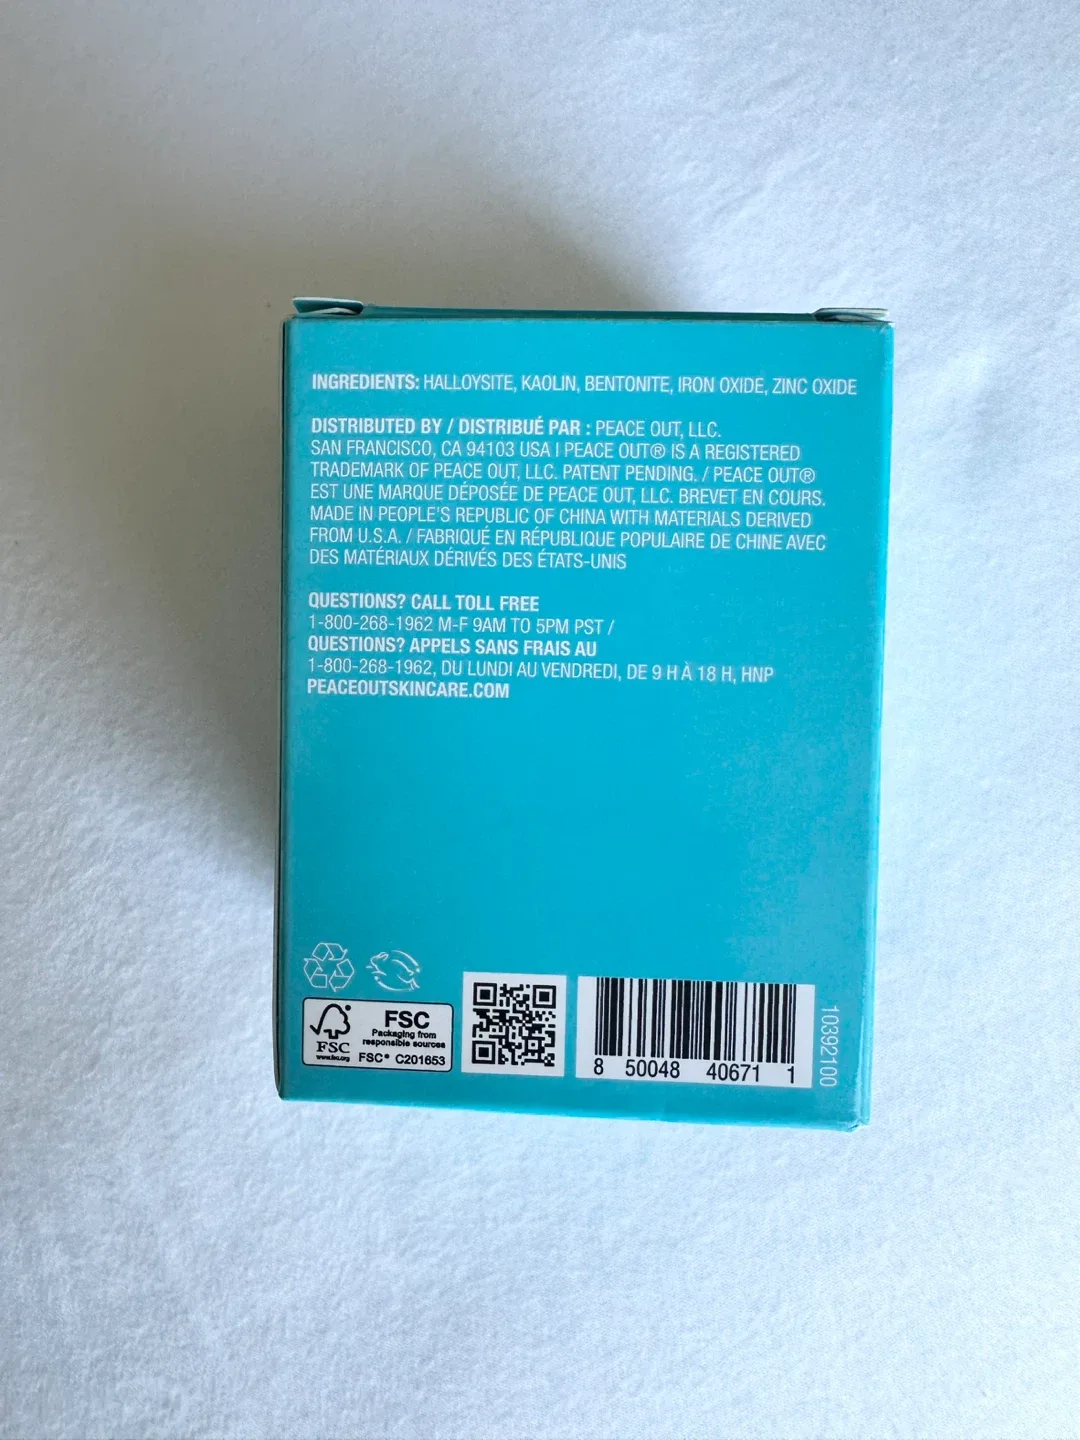 INGREDIENTS: HALLOYSITE, KAOLIN, BENTONITE, IRON OXIDE, ZINC OXIDE
DISTRIBUTED BY / DISTRIBUÉ PAR : PEACE OUT, LLC.
SAN FRANCISCO, CA 94103 USA I PEACE OUT® IS A REGISTERED
TRADEMARK OF PEACE OUT, LLC. PATENT PENDING. / PEACE OUT®
EST UNE MARQUE DÉPOSÉE DE PEACE OUT, LLC. BREVET EN COURS.
MADE IN PEOPLE'S REPUBLIC OF CHINA WITH MATERIALS DERIVED
FROM U.S.A. / FABRIQUÉ EN RÉPUBLIQUE POPULAIRE DE CHINE AVEC
DES MATÉRIAUX DÉRIVÉS DES ÉTATS-UNIS
QUESTIONS? CALL TOLL FREE
1-800-268-1962 M-F 9AM TO 5PM PST /
QUESTIONS? APPELS SANS FRAIS AU
1-800-268-1962, DU LUNDI AU VENDREDI, DE 9 H À 18 H, HNP
PEACEOUTSKINCARE.COM
FSC
www.fsc.org
FSC
Packaging from
responsible sources
FSC® C201653
8 50048 40671 1
10392100